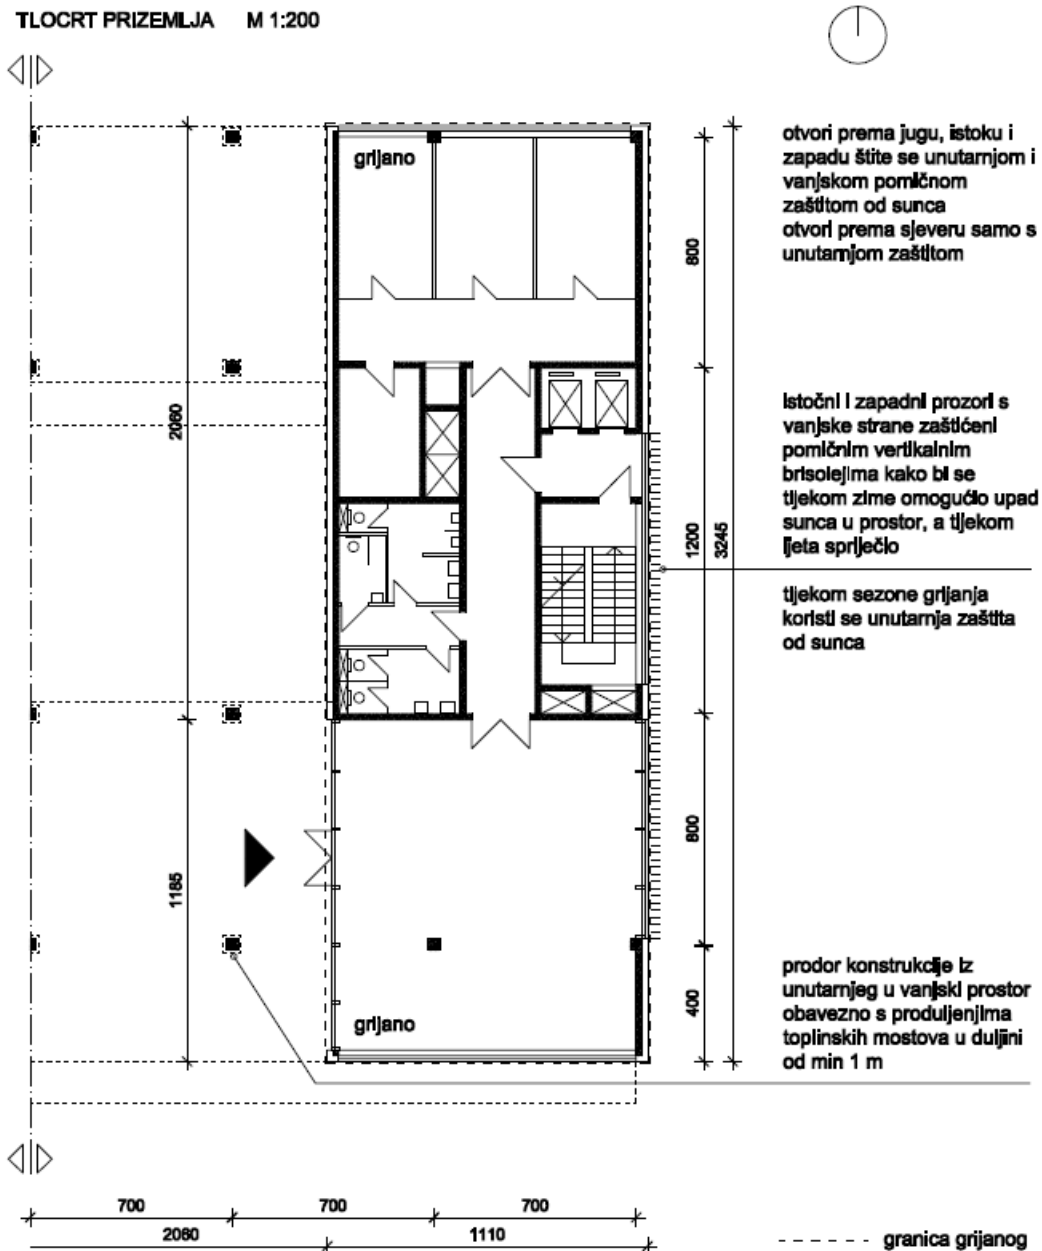 TLOCRT PRIZEMLJA M 1:200
otvori prema jugu, istoku i
zapadu štite se unutarnjom i
vanjskom pomičnom
zaštitom od sunca
otvori prema sjeveru samo s
unutarnjom zaštitom
grijano
800
2060
istočni i zapadni prozori s
vanjske strane zaštićeni
pomičnim vertikalnim
brisolejima kako bi se
tijekom zime omogućio upad
sunca u prostor, a tijekom
ljeta spriječio
1200
3245
tijekom sezone grijanja
koristi se unutarnja zaštita
od sunca
800
1185
prodor konstrukcije iz
unutarnjeg u vanjski prostor
obavezno s produljenjima
toplinskih mostova u duljini
od min 1 m
400
grijano
700 700 700
2060 1110
granica grijanog